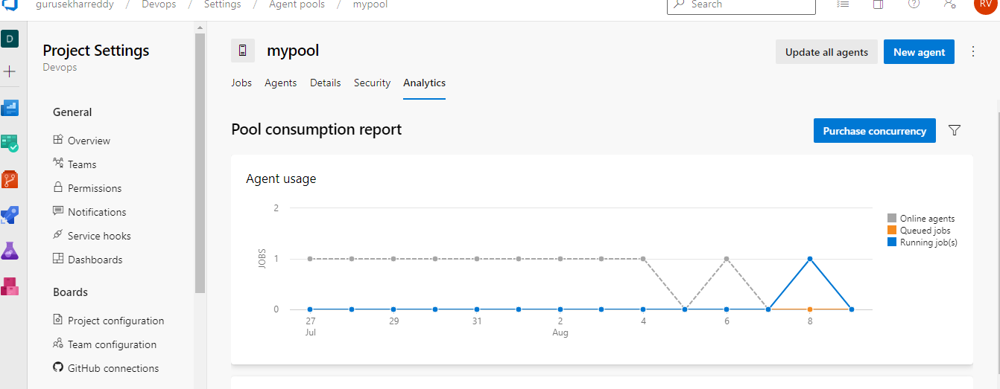 gurusekharreddy / Devops / Settings / Agent pools / mypool
Search
RV
D
Project Settings
Devops
General
Overview
Teams
Permissions
Notifications
Service hooks
Dashboards
Boards
Project configuration
Team configuration
GitHub connections
mypool
Update all agents
New agent
Jobs Agents Details Security Analytics
Pool consumption report
Purchase concurrency
Agent usage
JOBS
2
1
0
27 29 31 2 4 6 8
Jul Aug
Online agents
Queued jobs
Running job(s)